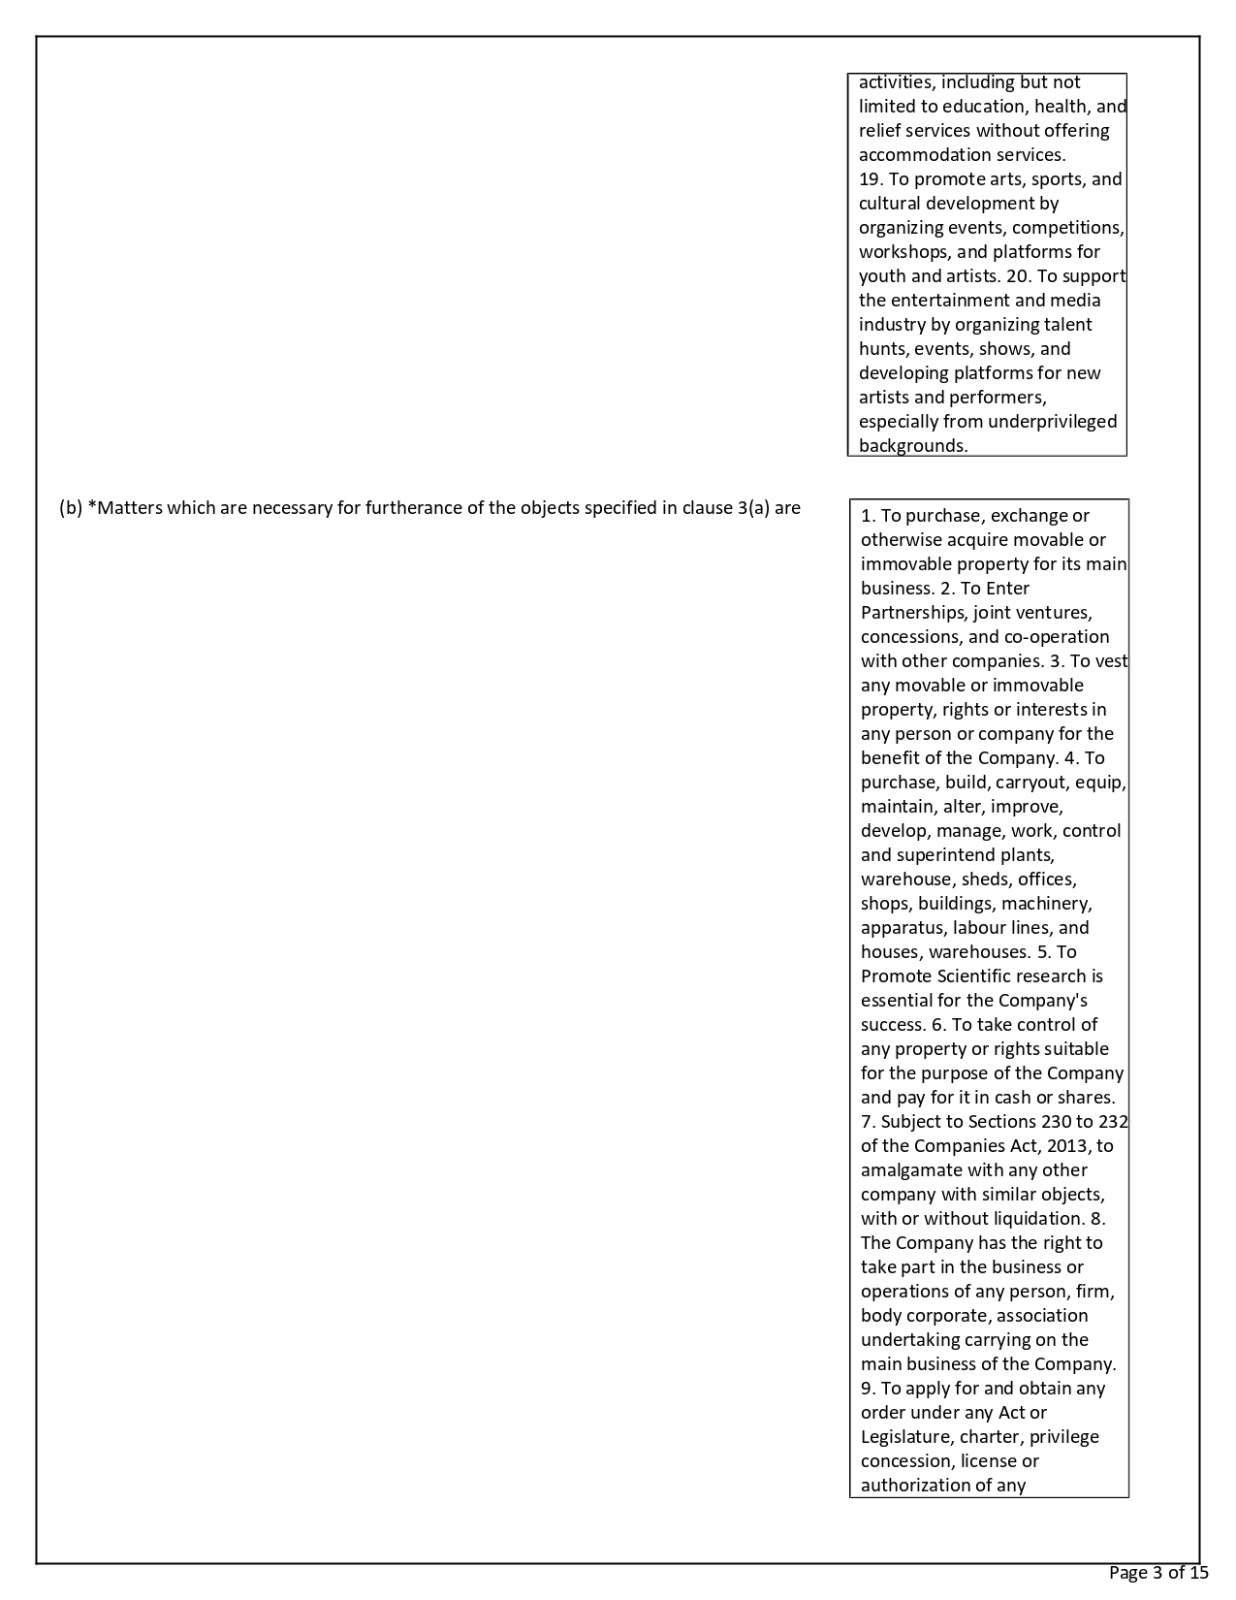 activities, including but not
limited to education, health, and
relief services without offering
accommodation services.
19. To promote arts, sports, and
cultural development by
organizing events, competitions,
workshops, and platforms for
youth and artists. 20. To support
the entertainment and media
industry by organizing talent
hunts, events, shows, and
developing platforms for new
artists and performers,
especially from underprivileged
backgrounds.
(b) *Matters which are necessary for furtherance of the objects specified in clause 3(a) are
1. To purchase, exchange or
otherwise acquire movable or
immovable property for its main
business. 2. To Enter
Partnerships, joint ventures,
concessions, and co-operation
with other companies. 3. To vest
any movable or immovable
property, rights or interests in
any person or company for the
benefit of the Company. 4. To
purchase, build, carryout, equip,
maintain, alter, improve,
develop, manage, work, control
and superintend plants,
warehouse, sheds, offices,
shops, buildings, machinery,
apparatus, labour lines, and
houses, warehouses. 5. To
Promote Scientific research is
essential for the Company's
success. 6. To take control of
any property or rights suitable
for the purpose of the Company
and pay for it in cash or shares.
7. Subject to Sections 230 to 232
of the Companies Act, 2013, to
amalgamate with any other
company with similar objects,
with or without liquidation. 8.
The Company has the right to
take part in the business or
operations of any person, firm,
body corporate, association
undertaking carrying on the
main business of the Company.
9. To apply for and obtain any
order under any Act or
Legislature, charter, privilege
concession, license or
authorization of any
Page 3 of 15